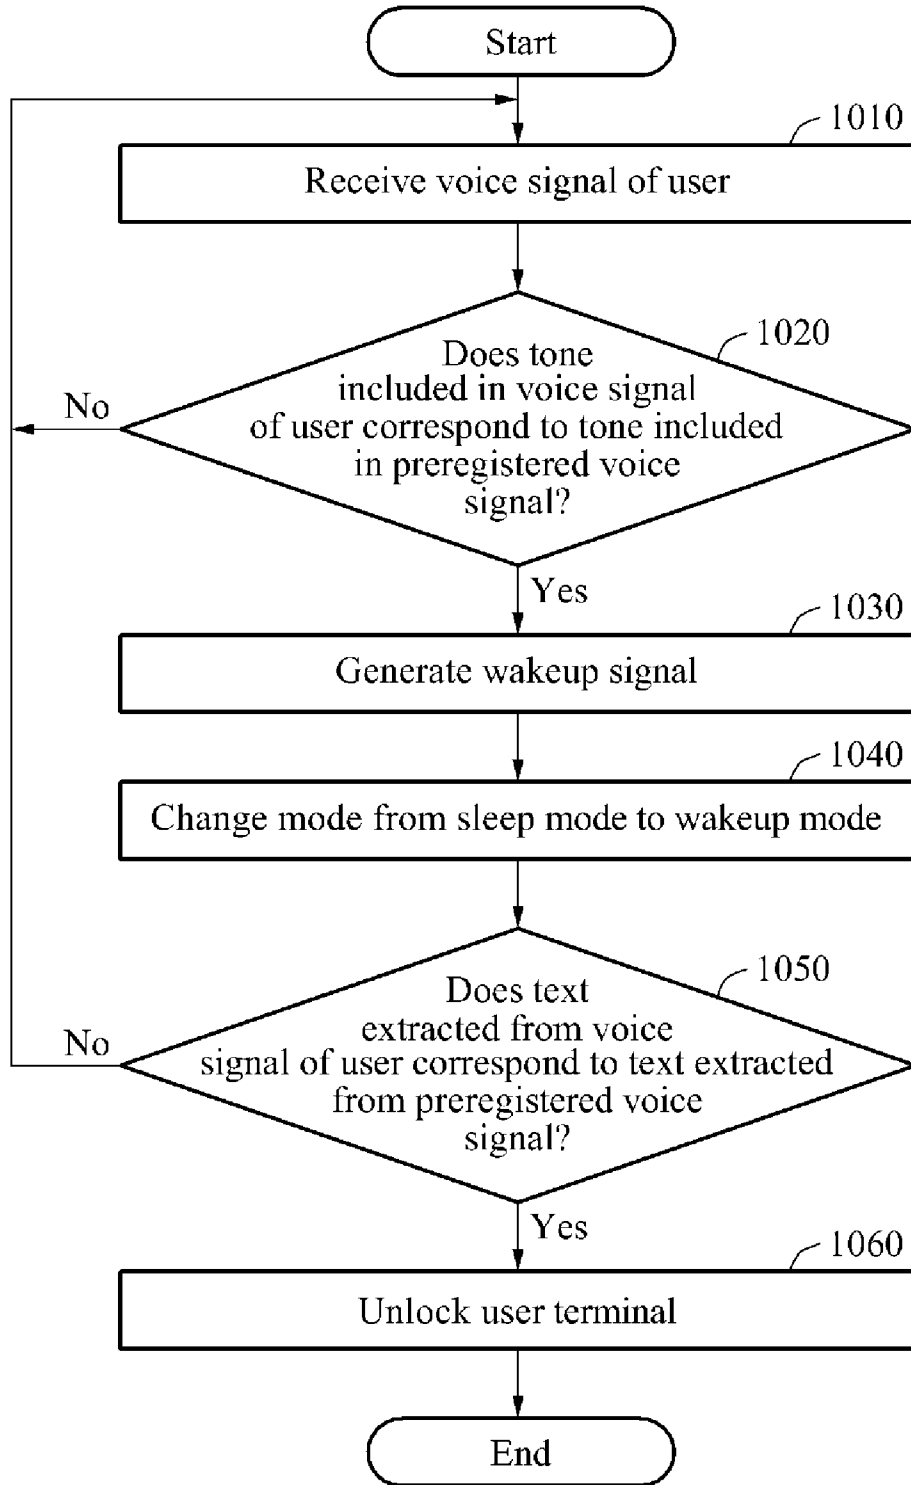 Start
1010
Receive voice signal of user
1020
Does tone
included in voice signal
of user correspond to tone included
in preregistered voice
signal?
No
Yes
1030
Generate wakeup signal
1040
Change mode from sleep mode to wakeup mode
1050
Does text
extracted from voice
signal of user correspond to text extracted
from preregistered voice
signal?
No
Yes
1060
Unlock user terminal
End